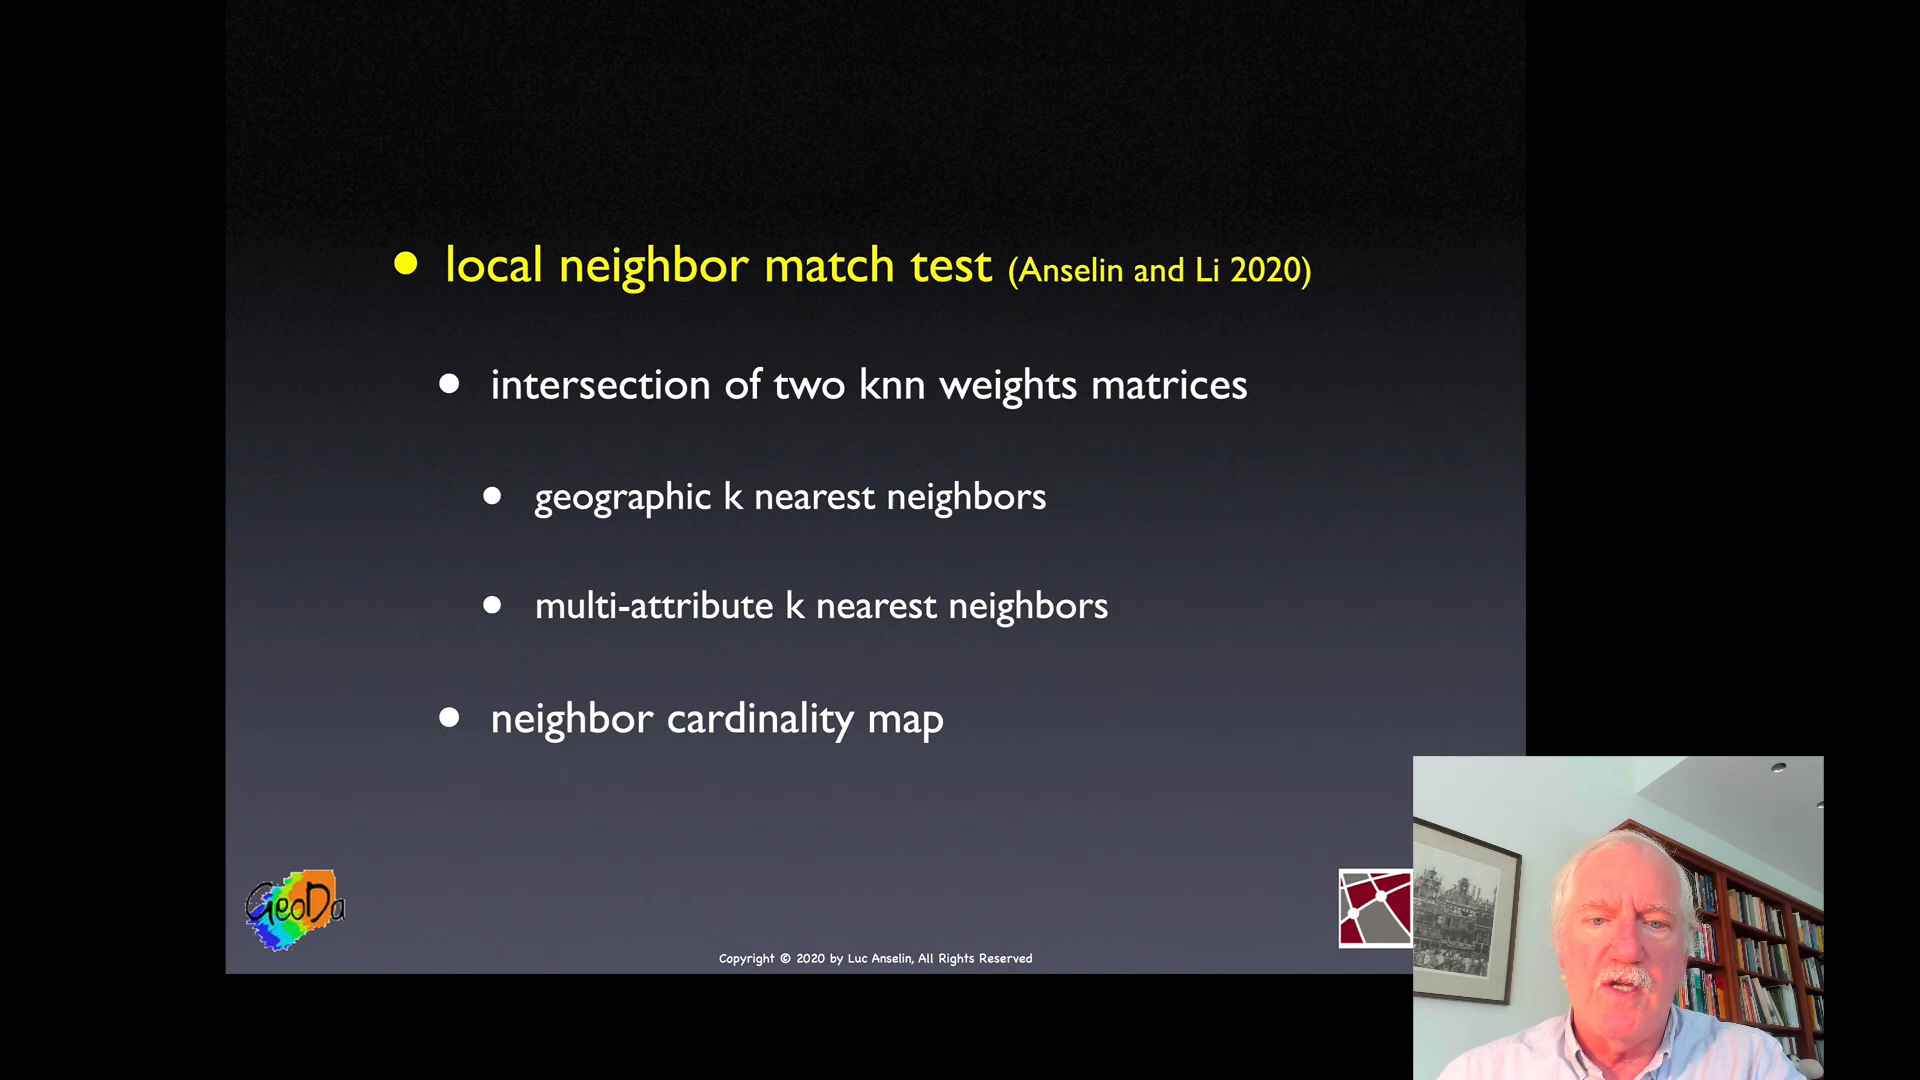 local neighbor match test (Anselin and Li 2020)
intersection of two knn weights matrices
geographic k nearest neighbors
multi-attribute k nearest neighbors
neighbor cardinality map
GeoDa
Copyright © 2020 by Luc Anselin, All Rights Reserved